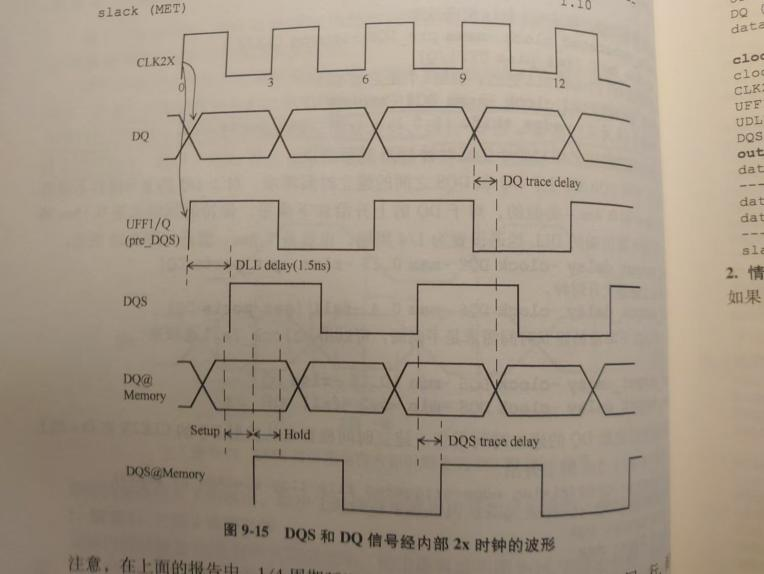 slack (MET)
1.10
CLK2X
0
3
6
9
12
DQ
DQ trace delay
UFF1/Q
(pre_DQS)
DLL delay(1.5ns)
DQS
DQ@
Memory
Setup
Hold
DQS trace delay
DQS@Memory
图 9-15 DQS 和 DQ 信号经内部 2x 时钟的波形
注意,在上面的报告中
DQ (
data
cloc
cloc
CLK2
UFF
UDL
DQS
out
dat
---
dat
dat
---
sla
2. 情
如果